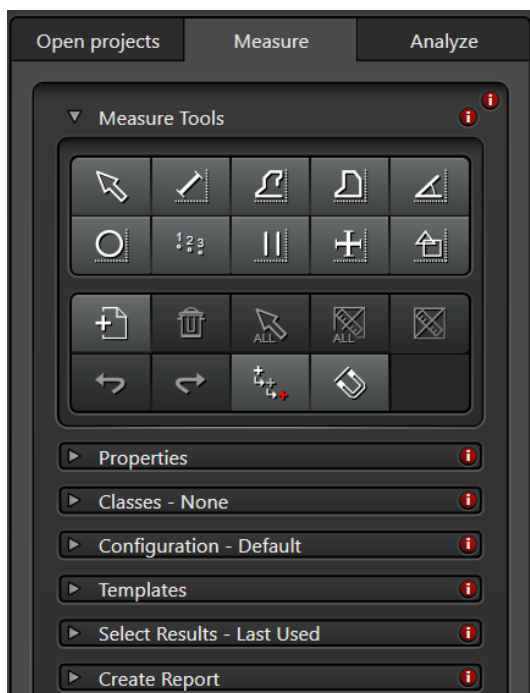 Open projects Measure Analyze
Measure Tools
1 2 3
ALL ALL
Properties
Classes - None
Configuration - Default
Templates
Select Results - Last Used
Create Report